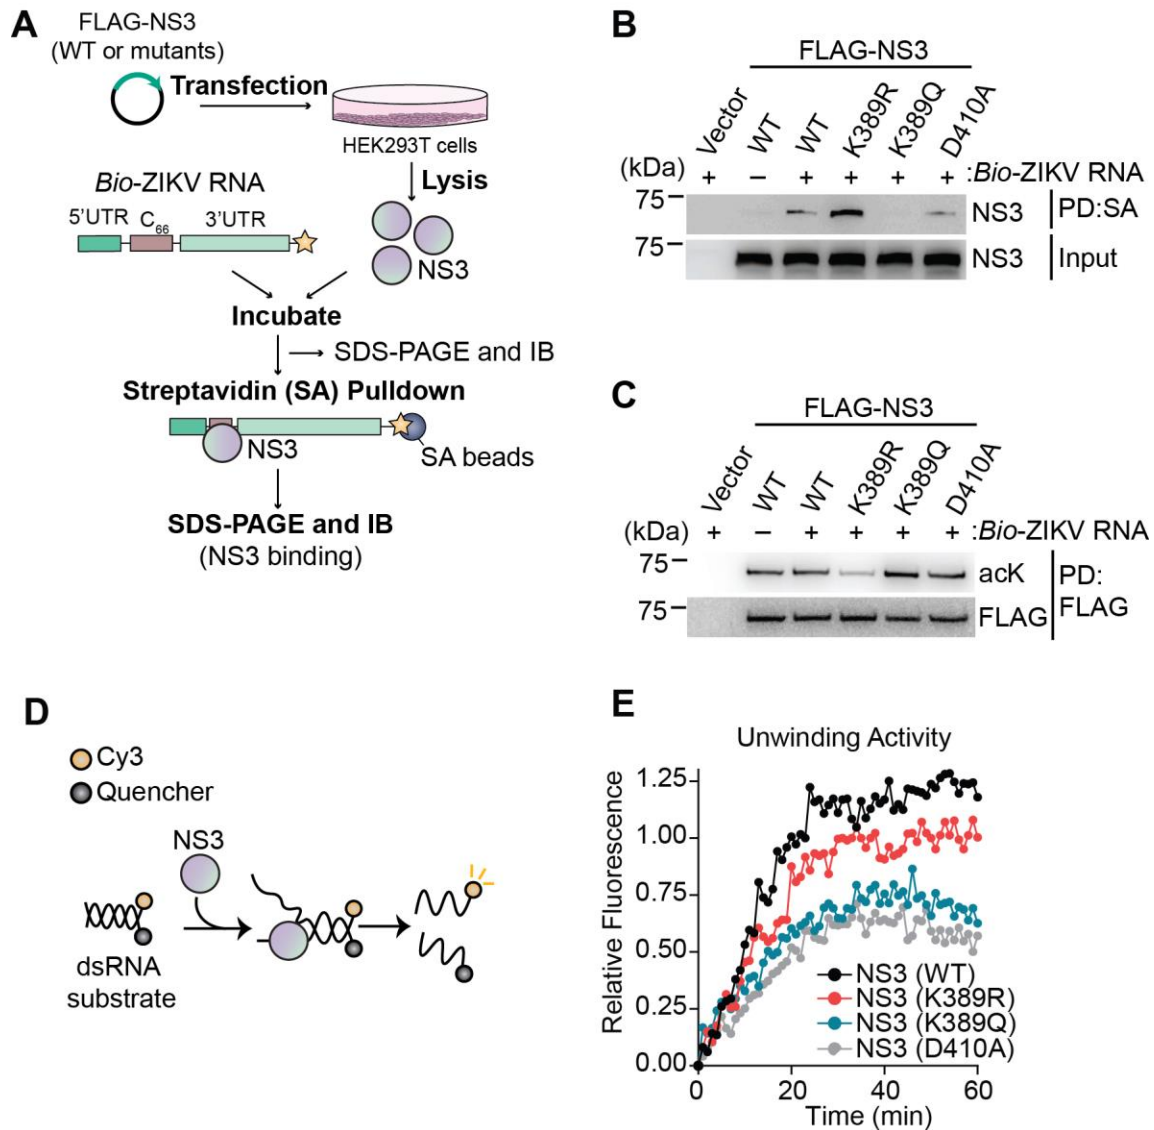 A
FLAG-NS3
(WT or mutants)
Transfection
HEK293T cells
Lysis
Bio-ZIKV RNA
5'UTR C66 3'UTR
NS3
Incubate
SDS-PAGE and IB
Streptavidin (SA) Pulldown
NS3
SA beads
SDS-PAGE and IB
(NS3 binding)
B
FLAG-NS3
Vector WT WT K389R K389Q D410A
(kDa) + – + + + + :Bio-ZIKV RNA
75 NS3 PD:SA
75 NS3 Input
C
FLAG-NS3
Vector WT WT K389R K389Q D410A
(kDa) + – + + + + :Bio-ZIKV RNA
75 acK PD:
75 FLAG FLAG
D
Cy3
Quencher
NS3
dsRNA
substrate
E
Unwinding Activity
Relative Fluorescence
1.25
1.00
0.75
0.50
0.25
0.00
NS3 (WT)
NS3 (K389R)
NS3 (K389Q)
NS3 (D410A)
0 20 40 60
Time (min)